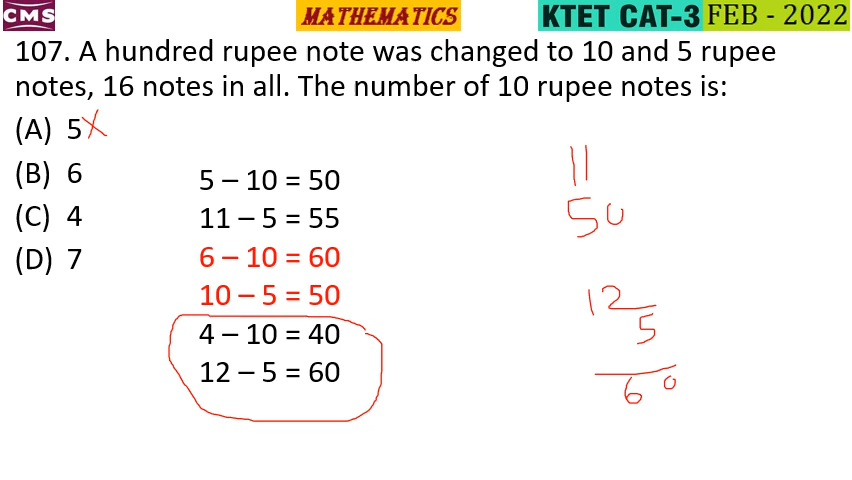 CMS
MATHEMATICS
KTET CAT-3 FEB - 2022
107. A hundred rupee note was changed to 10 and 5 rupee
notes, 16 notes in all. The number of 10 rupee notes is:
(A) 5
(B) 6
(C) 4
(D) 7
5 – 10 = 50
11 – 5 = 55
6 – 10 = 60
10 – 5 = 50
4 – 10 = 40
12 – 5 = 60
11
50
12
5
60